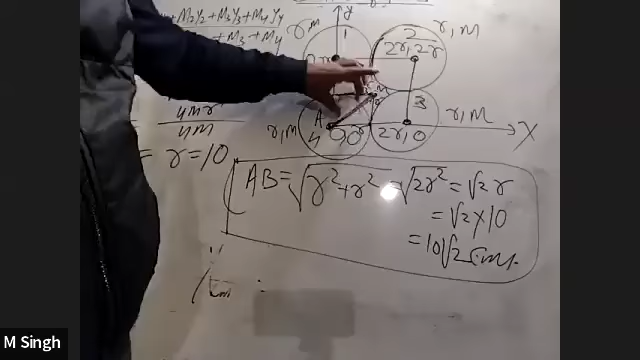 M2Y2+M3Y3+M4Y4
+M3+M4
4Mr
4M
= r=10
y
r M
1
2
r, M
2r, 2r
3
r, M
r, M
A
4
0,0
M
B
2r, 0
X
AB=√r²+r² =√2r² =√2 r
=√2 X 10
=10√2 cm
M Singh